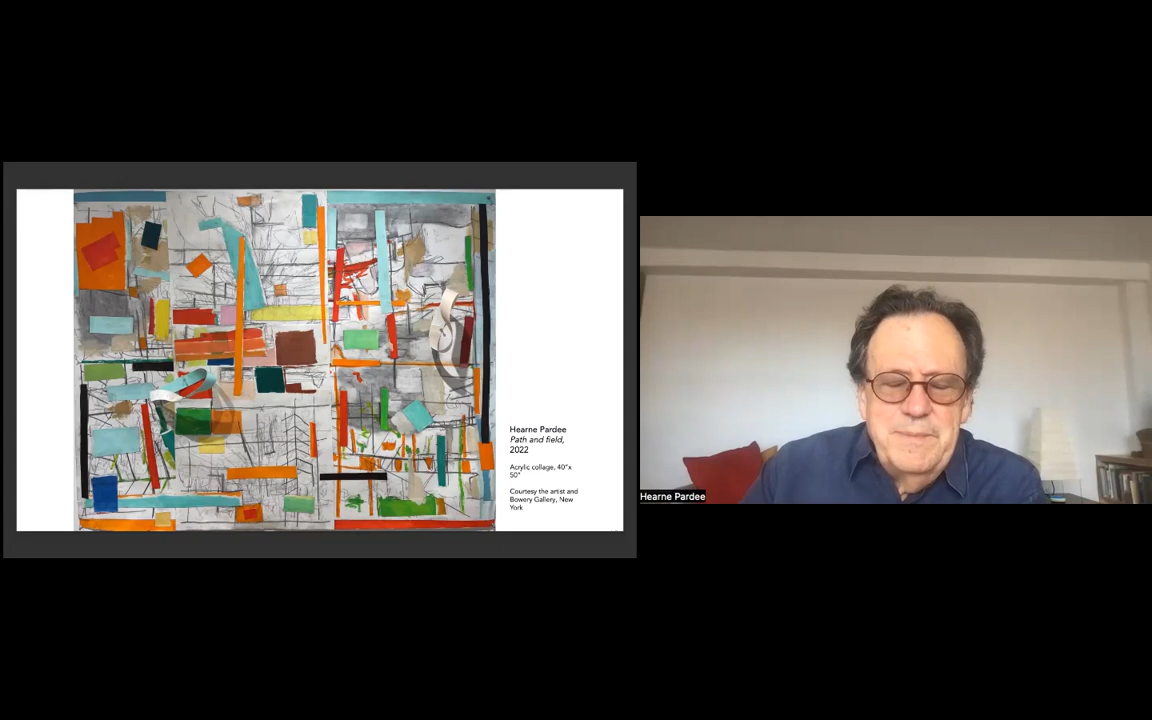 Hearne Pardee
Path and field,
2022
Acrylic collage, 40"x
50"
Courtesy the artist and
Bowery Gallery, New
York
Hearne Pardee